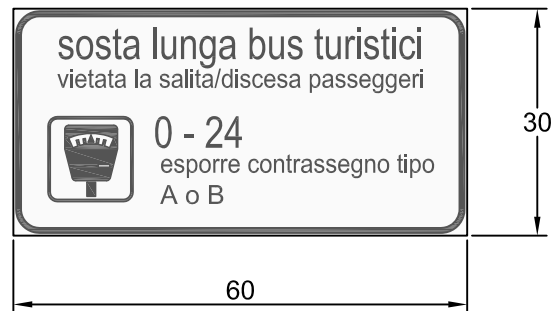 sosta lunga bus turistici
vietata la salita/discesa passeggeri
0 - 24
esporre contrassegno tipo
A o B
30
60